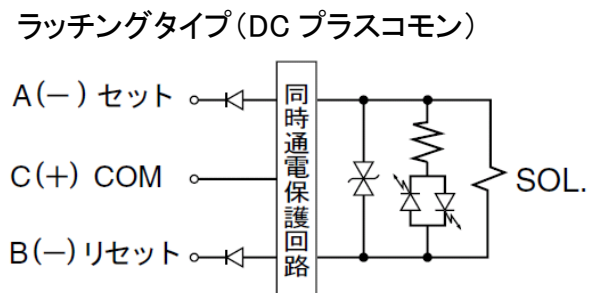 ラッチングタイプ(DC プラスコモン)
A(-) セット
C(+) COM
B(-) リセット
同時通電保護回路
SOL.